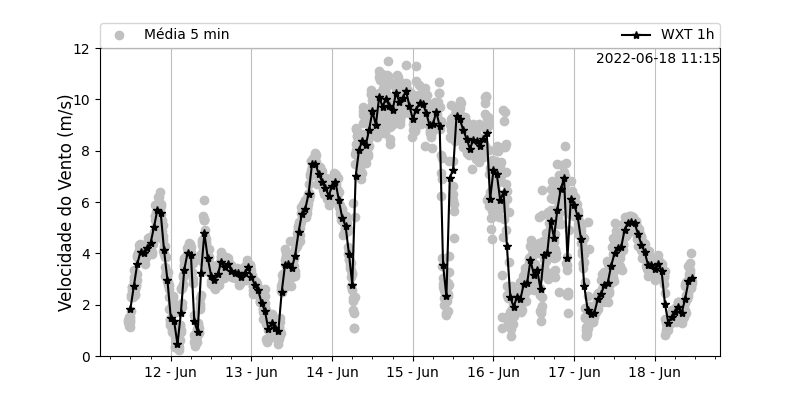 Média 5 min
WXT 1h
2022-06-18 11:15
Velocidade do Vento (m/s)
12
10
8
6
4
2
0
12 - Jun
13 - Jun
14 - Jun
15 - Jun
16 - Jun
17 - Jun
18 - Jun